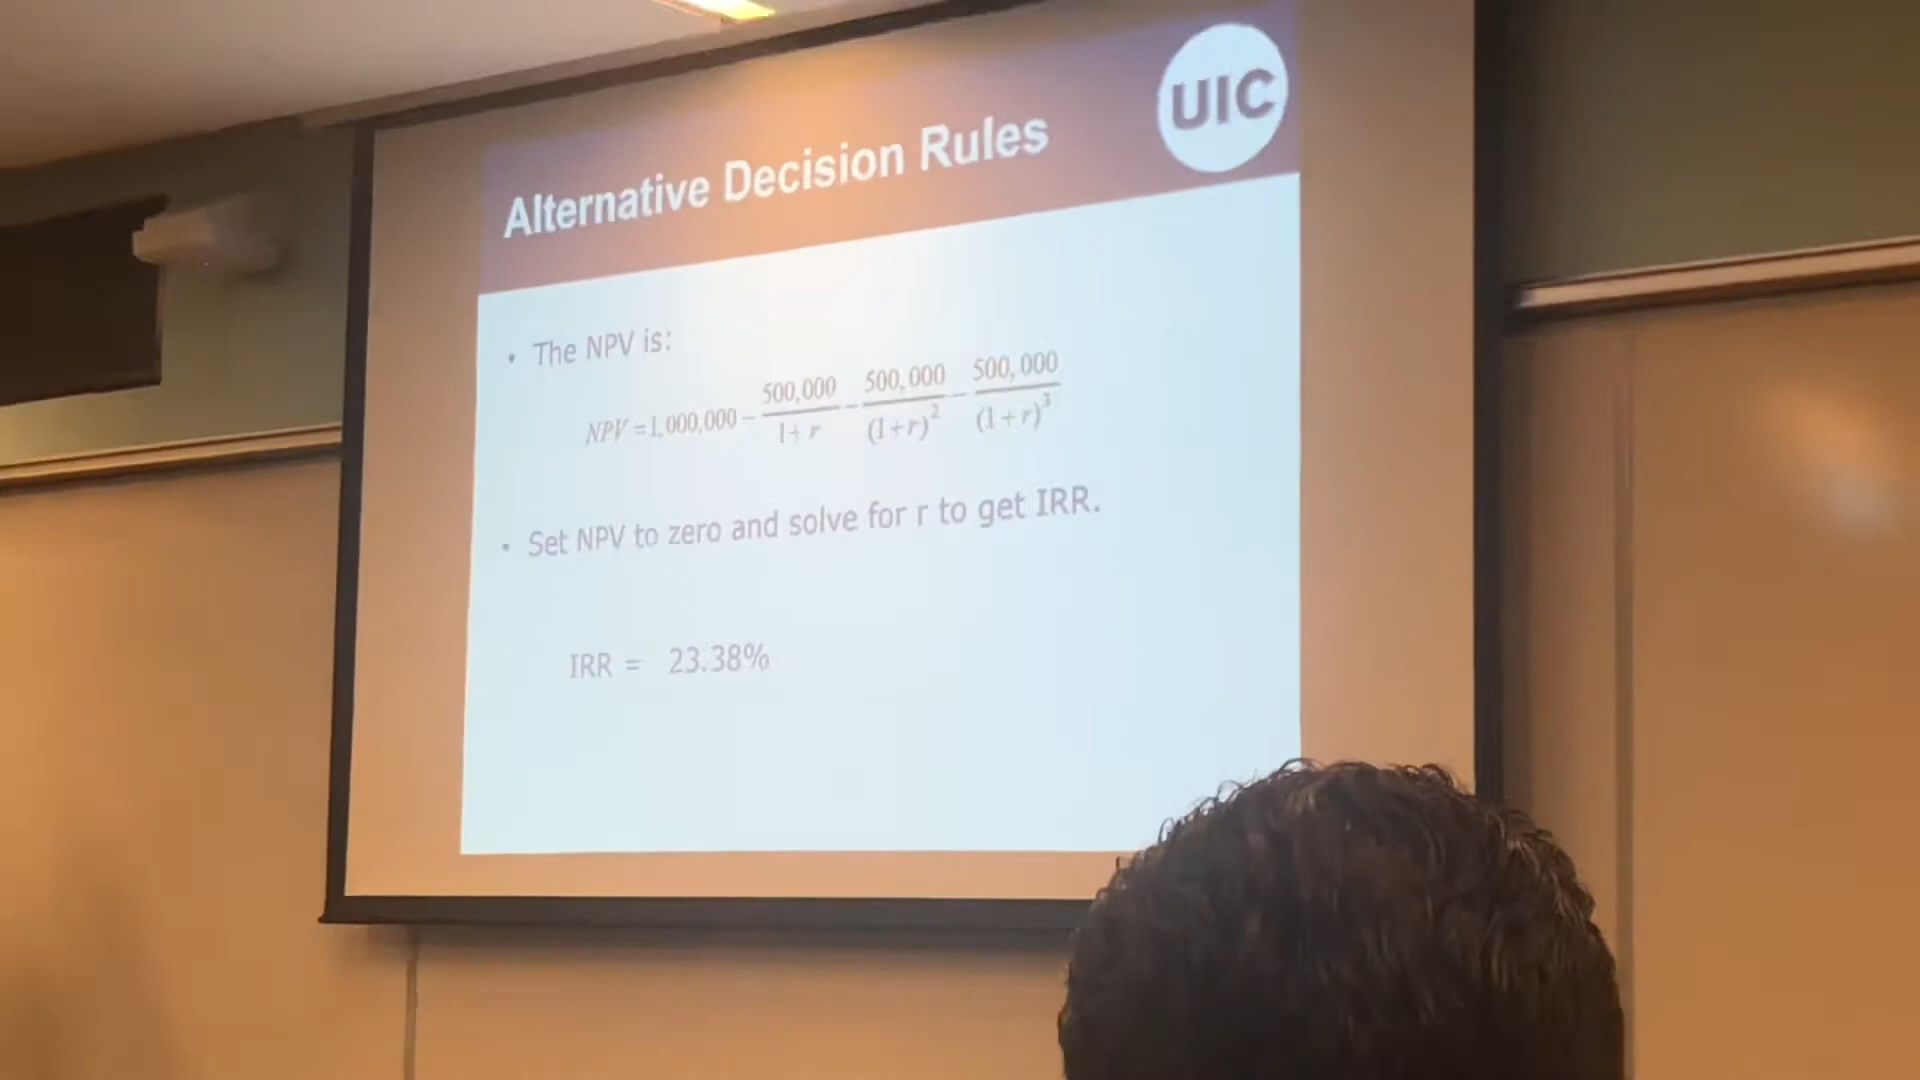 UIC
Alternative Decision Rules
• The NPV is:
NPV = 1,000,000 − 500,000/(1+r) − 500,000/(1+r)² − 500,000/(1+r)³
• Set NPV to zero and solve for r to get IRR.
IRR = 23.38%